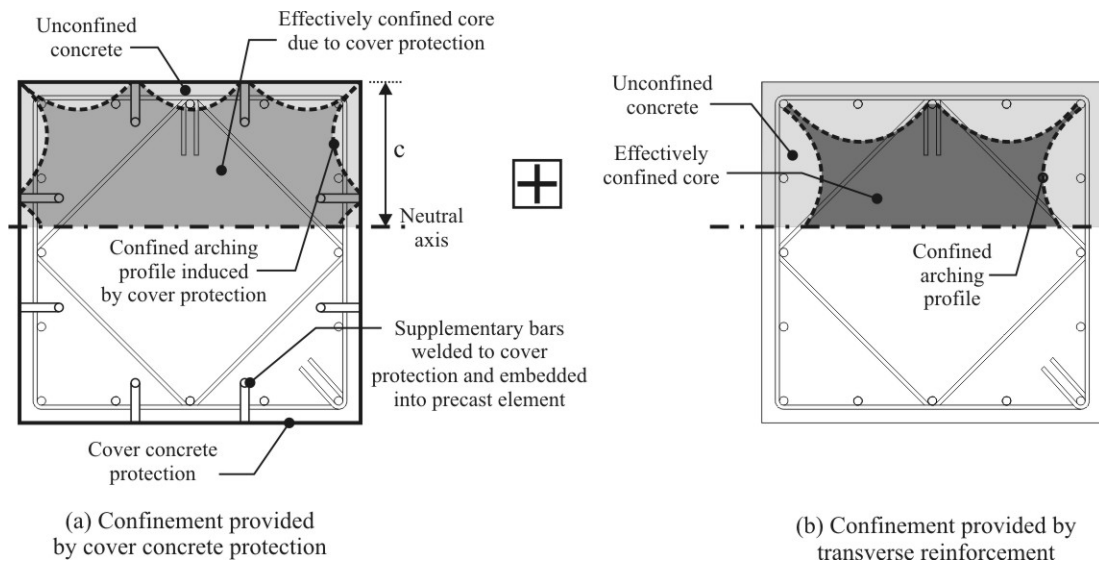 Unconfined
concrete
Effectively confined core
due to cover protection
c
Neutral
axis
Confined arching
profile induced
by cover protection
Supplementary bars
welded to cover
protection and embedded
into precast element
Cover concrete
protection
(a) Confinement provided
by cover concrete protection
Unconfined
concrete
Effectively
confined core
Confined
arching
profile
(b) Confinement provided by
transverse reinforcement